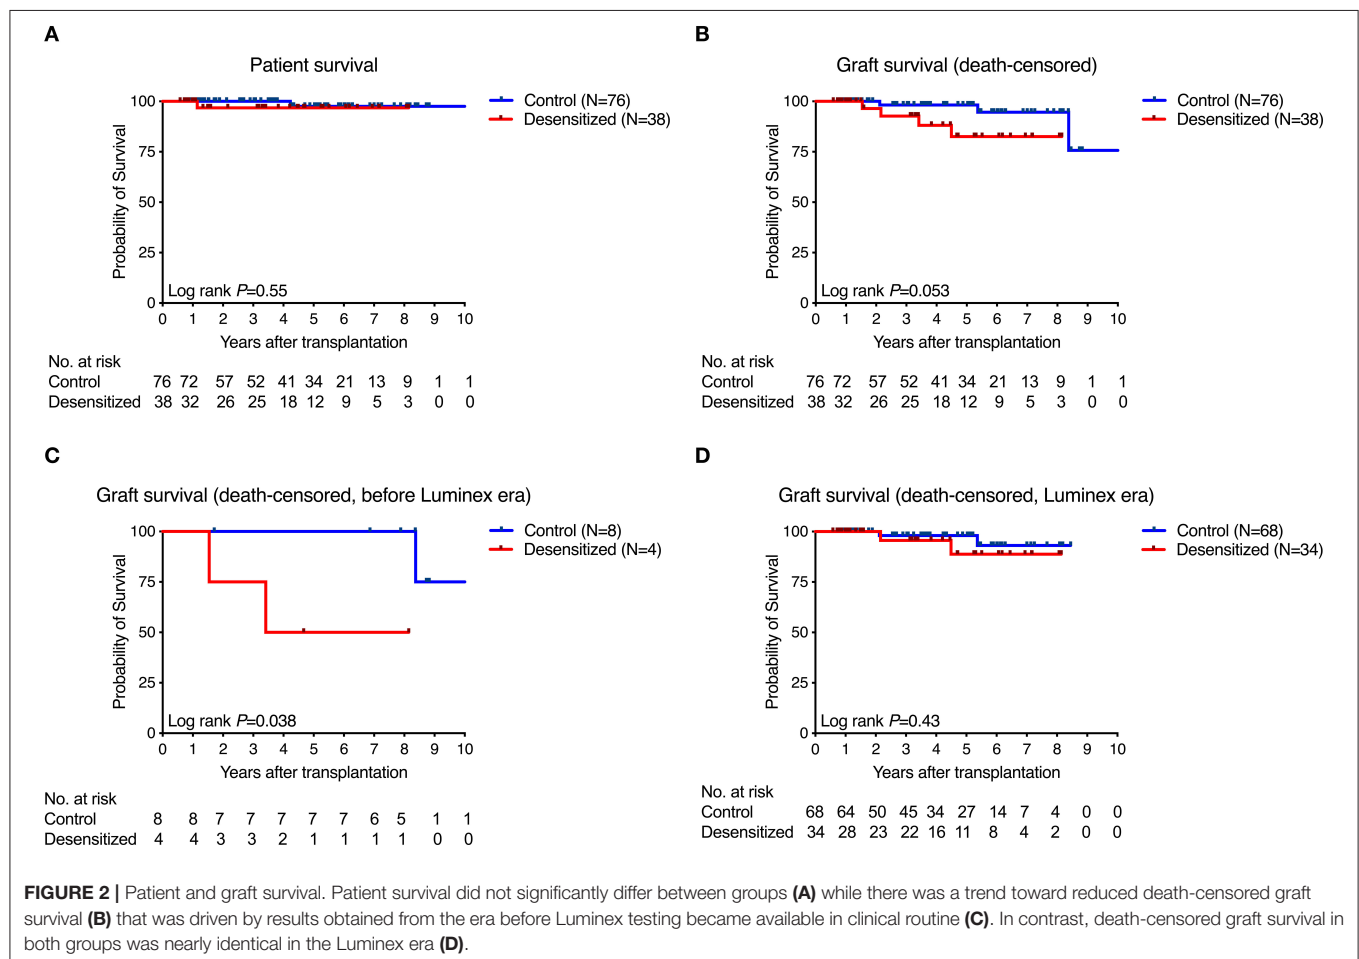 A
Patient survival
Probability of Survival
100
75
50
25
0
Control (N=76)
Desensitized (N=38)
Log rank P=0.55
0 1 2 3 4 5 6 7 8 9 10
Years after transplantation
No. at risk
Control 76 72 57 52 41 34 21 13 9 1 1
Desensitized 38 32 26 25 18 12 9 5 3 0 0
B
Graft survival (death-censored)
Probability of Survival
100
75
50
25
0
Control (N=76)
Desensitized (N=38)
Log rank P=0.053
0 1 2 3 4 5 6 7 8 9 10
Years after transplantation
No. at risk
Control 76 72 57 52 41 34 21 13 9 1 1
Desensitized 38 32 26 25 18 12 9 5 3 0 0
C
Graft survival (death-censored, before Luminex era)
Probability of Survival
100
75
50
25
0
Control (N=8)
Desensitized (N=4)
Log rank P=0.038
0 1 2 3 4 5 6 7 8 9 10
Years after transplantation
No. at risk
Control 8 8 7 7 7 7 7 6 5 1 1
Desensitized 4 4 3 3 2 1 1 1 1 0 0
D
Graft survival (death-censored, Luminex era)
Probability of Survival
100
75
50
25
0
Control (N=68)
Desensitized (N=34)
Log rank P=0.43
0 1 2 3 4 5 6 7 8 9 10
Years after transplantation
No. at risk
Control 68 64 50 45 34 27 14 7 4 0 0
Desensitized 34 28 23 22 16 11 8 4 2 0 0
FIGURE 2 | Patient and graft survival. Patient survival did not significantly differ between groups (A) while there was a trend toward reduced death-censored graft
survival (B) that was driven by results obtained from the era before Luminex testing became available in clinical routine (C). In contrast, death-censored graft survival in
both groups was nearly identical in the Luminex era (D).